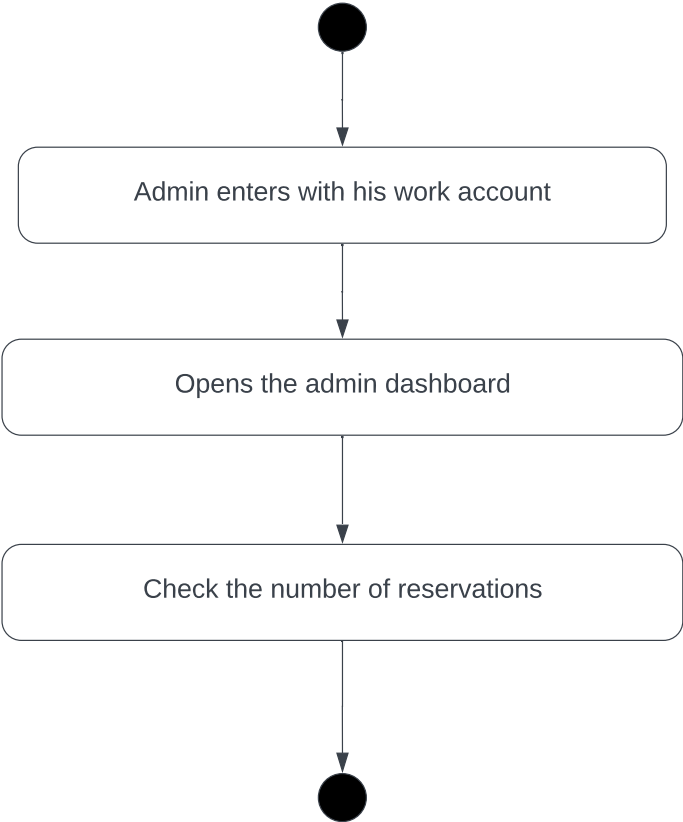 Admin enters with his work account
Opens the admin dashboard
Check the number of reservations